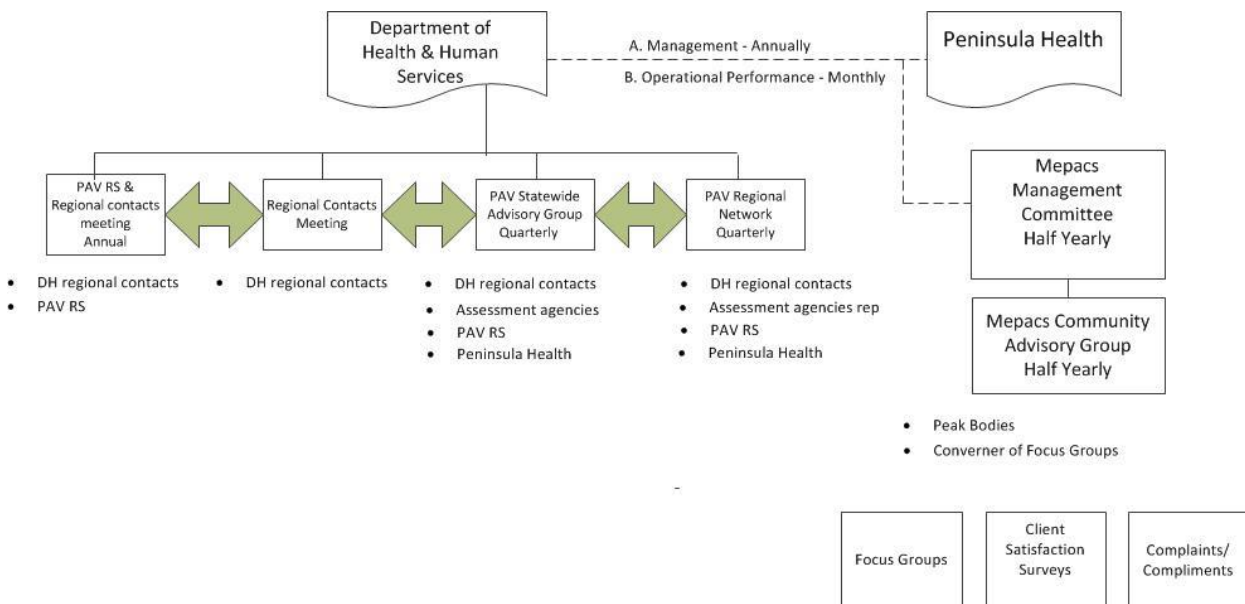 Department of
Health & Human
Services
A. Management - Annually
B. Operational Performance - Monthly
Peninsula Health
PAV RS &
Regional contacts
meeting
Annual
Regional Contacts
Meeting
PAV Statewide
Advisory Group
Quarterly
PAV Regional
Network
Quarterly
Mepacs
Management
Committee
Half Yearly
• DH regional contacts
• PAV RS
• DH regional contacts
• DH regional contacts
• Assessment agencies
• PAV RS
• Peninsula Health
• DH regional contacts
• Assessment agencies rep
• PAV RS
• Peninsula Health
Mepacs Community
Advisory Group
Half Yearly
• Peak Bodies
• Converner of Focus Groups
Focus Groups
Client
Satisfaction
Surveys
Complaints/
Compliments